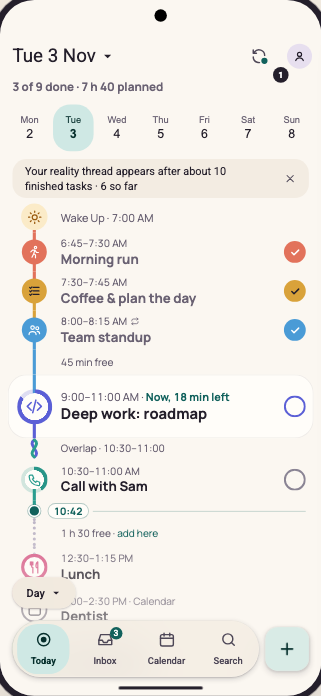 Tue 3 Nov
1
3 of 9 done · 7 h 40 planned
Mon Tue Wed Thu Fri Sat Sun
2 3 4 5 6 7 8
Your reality thread appears after about 10
finished tasks · 6 so far
Wake Up · 7:00 AM
6:45–7:30 AM
Morning run
7:30–7:45 AM
Coffee & plan the day
8:00–8:15 AM
Team standup
45 min free
9:00–11:00 AM · Now, 18 min left
Deep work: roadmap
Overlap · 10:30–11:00
10:30–11:00 AM
Call with Sam
10:42
1 h 30 free · add here
12:30–1:15 PM
Lunch
Day
:00–2:30 PM · Calendar
Dentist
3
Today Inbox Calendar Search